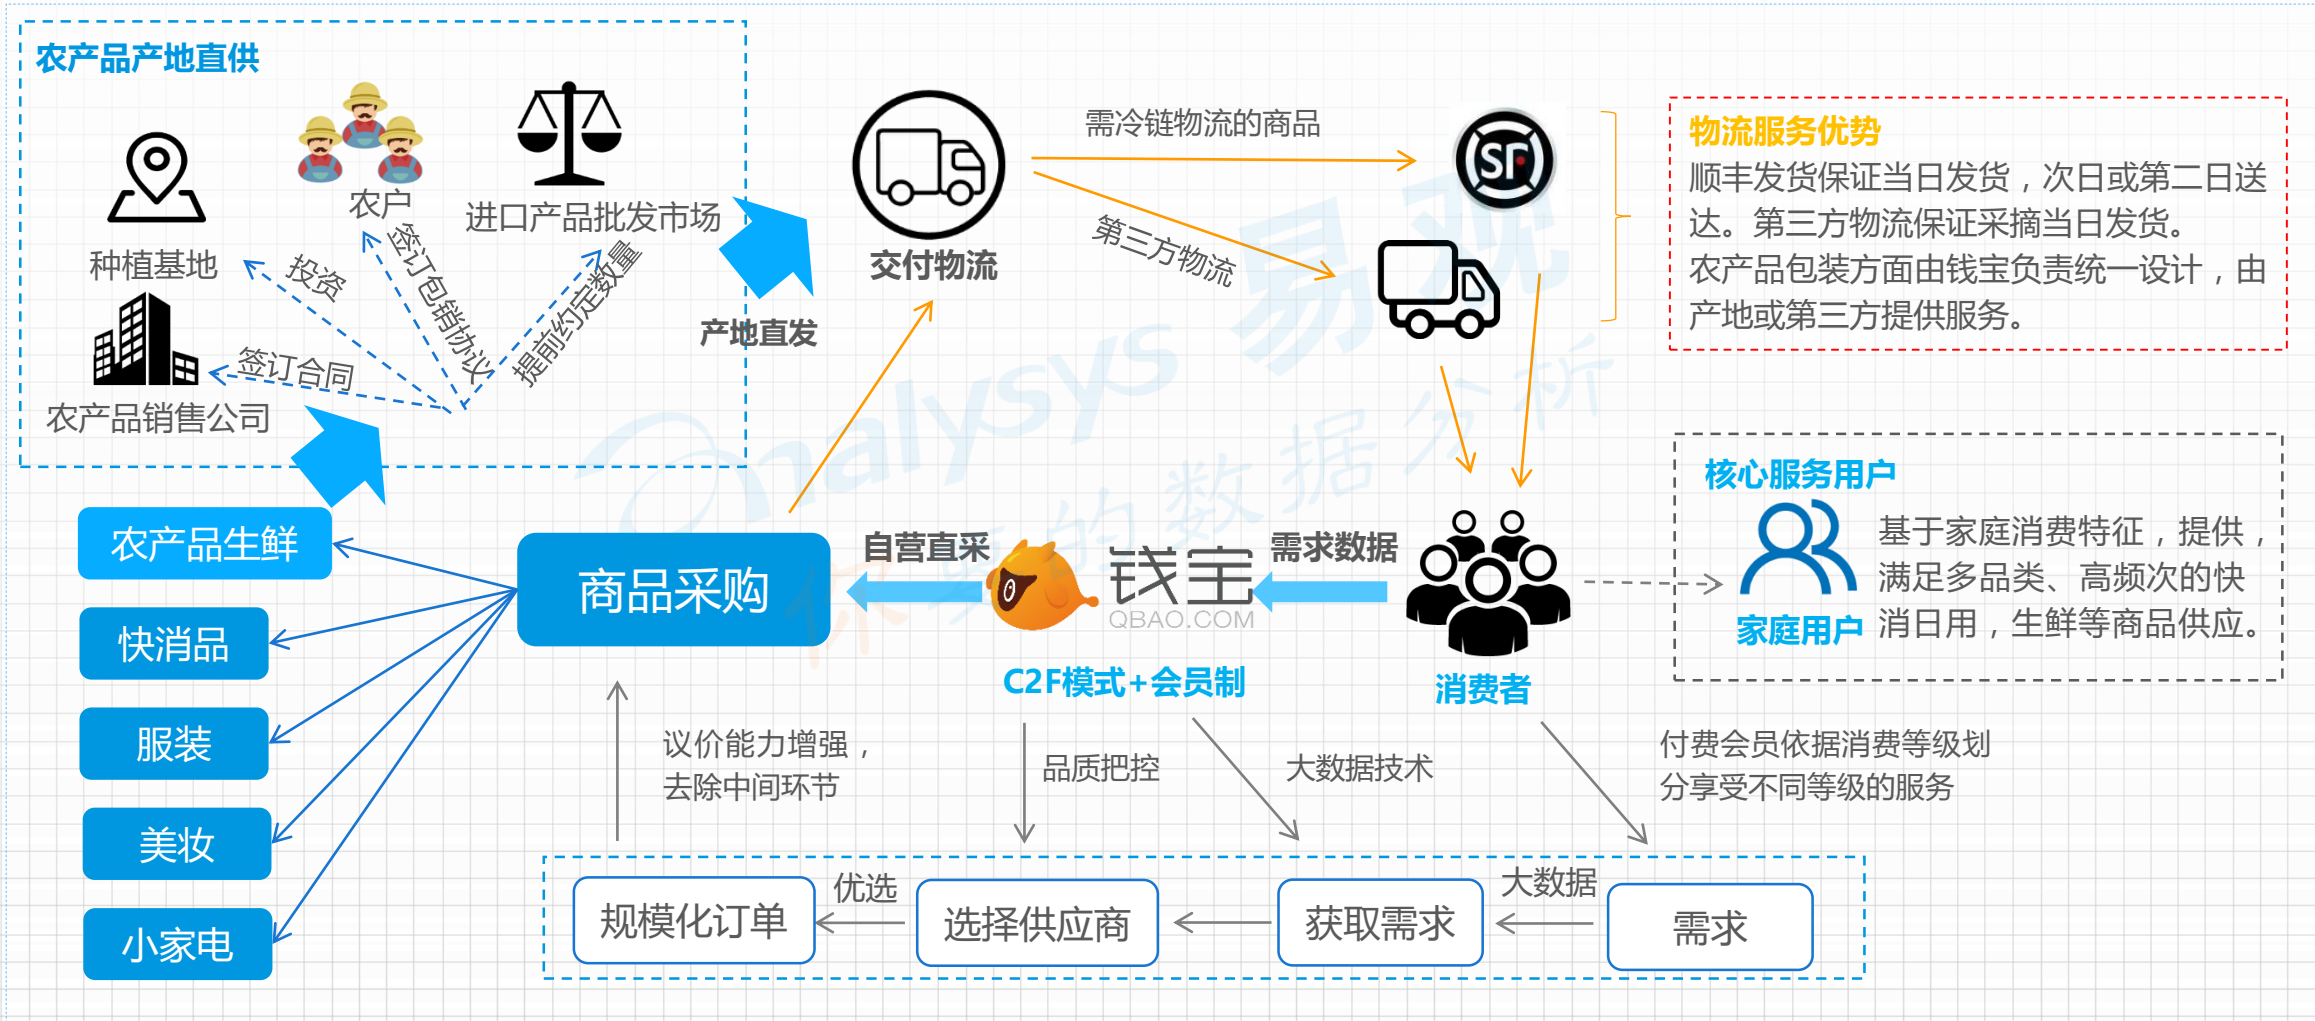 农产品产地直供
农户
种植基地
进口产品批发市场
投资
签订包销协议
提前约定数量
签订合同
农产品销售公司
产地直发
交付物流
需冷链物流的商品
第三方物流
SF
物流服务优势
顺丰发货保证当日发货，次日或第二日送
达。第三方物流保证采摘当日发货。
农产品包装方面由钱宝负责统一设计，由
产地或第三方提供服务。
农产品生鲜
快消品
服装
美妆
小家电
商品采购
自营直采
钱宝
QBAO.COM
C2F模式+会员制
需求数据
消费者
核心服务用户
家庭用户
基于家庭消费特征，提供，
满足多品类、高频次的快
消日用，生鲜等商品供应。
议价能力增强，
去除中间环节
品质把控
大数据技术
付费会员依据消费等级划
分享受不同等级的服务
规模化订单
优选
选择供应商
获取需求
大数据
需求
analysys 易观
你要的数据分析